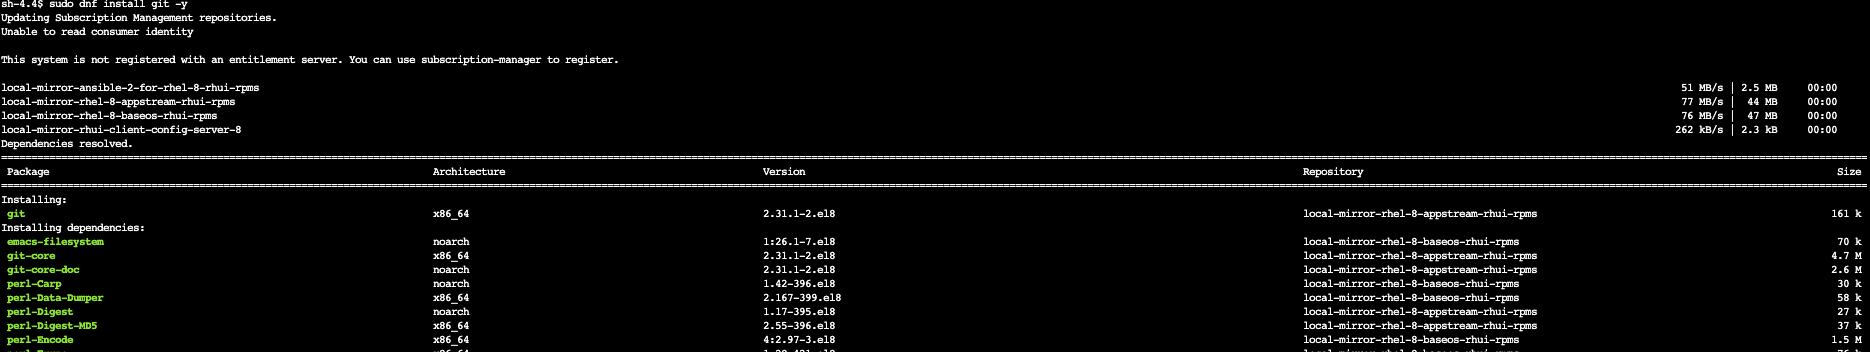 sh-4.4$ sudo dnf install git -y
Updating Subscription Management repositories.
Unable to read consumer identity
This system is not registered with an entitlement server. You can use subscription-manager to register.
local-mirror-ansible-2-for-rhel-8-rhui-rpms 51 MB/s | 2.5 MB 00:00
local-mirror-rhel-8-appstream-rhui-rpms 77 MB/s | 44 MB 00:00
local-mirror-rhel-8-baseos-rhui-rpms 76 MB/s | 47 MB 00:00
local-mirror-rhui-client-config-server-8 262 kB/s | 2.3 kB 00:00
Dependencies resolved.
Package Architecture Version Repository Size
Installing:
git x86_64 2.31.1-2.el8 local-mirror-rhel-8-appstream-rhui-rpms 161 k
Installing dependencies:
emacs-filesystem noarch 1:26.1-7.el8 local-mirror-rhel-8-baseos-rhui-rpms 70 k
git-core x86_64 2.31.1-2.el8 local-mirror-rhel-8-appstream-rhui-rpms 4.7 M
git-core-doc noarch 2.31.1-2.el8 local-mirror-rhel-8-appstream-rhui-rpms 2.6 M
perl-Carp noarch 1.42-396.el8 local-mirror-rhel-8-baseos-rhui-rpms 30 k
perl-Data-Dumper x86_64 2.167-399.el8 local-mirror-rhel-8-baseos-rhui-rpms 58 k
perl-Digest noarch 1.17-395.el8 local-mirror-rhel-8-appstream-rhui-rpms 27 k
perl-Digest-MD5 x86_64 2.55-396.el8 local-mirror-rhel-8-appstream-rhui-rpms 37 k
perl-Encode x86_64 4:2.97-3.el8 local-mirror-rhel-8-baseos-rhui-rpms 1.5 M